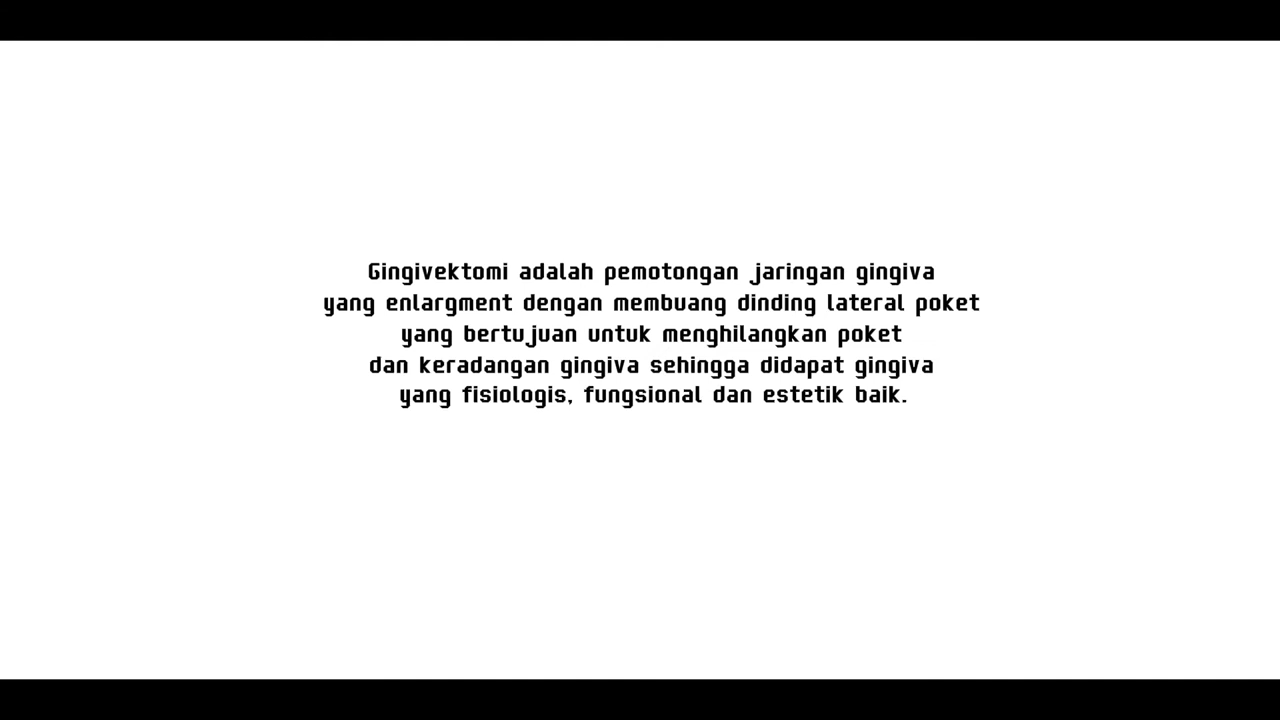 Gingivektomi adalah pemotongan jaringan gingiva
yang enlargment dengan membuang dinding lateral poket
yang bertujuan untuk menghilangkan poket
dan keradangan gingiva sehingga didapat gingiva
yang fisiologis, fungsional dan estetik baik.